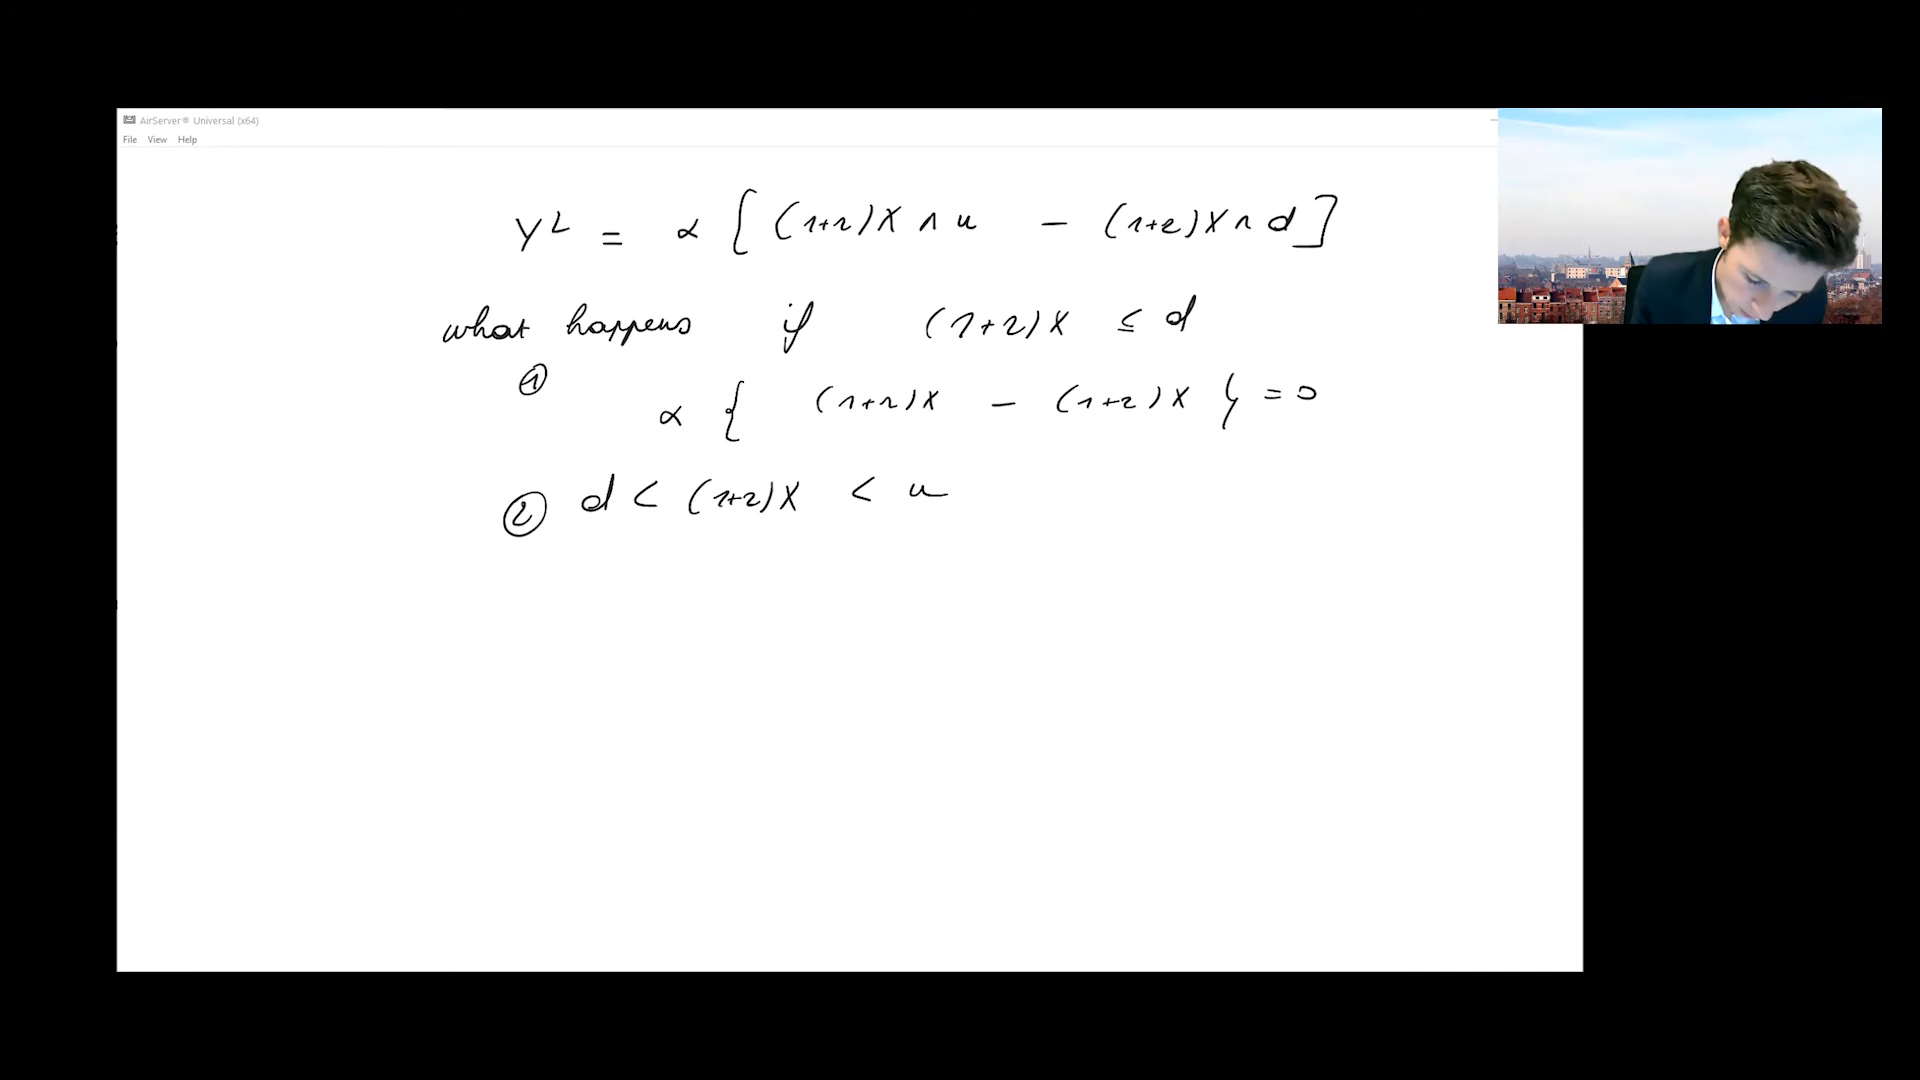 AirServer® Universal (x64)
File View Help
Y^L = α [(1+r)X ∧ u - (1+r)X ∧ d]
what happens if (1+r)X ≤ d
① α { (1+r)X - (1+r)X } = 0
② d < (1+r)X < u